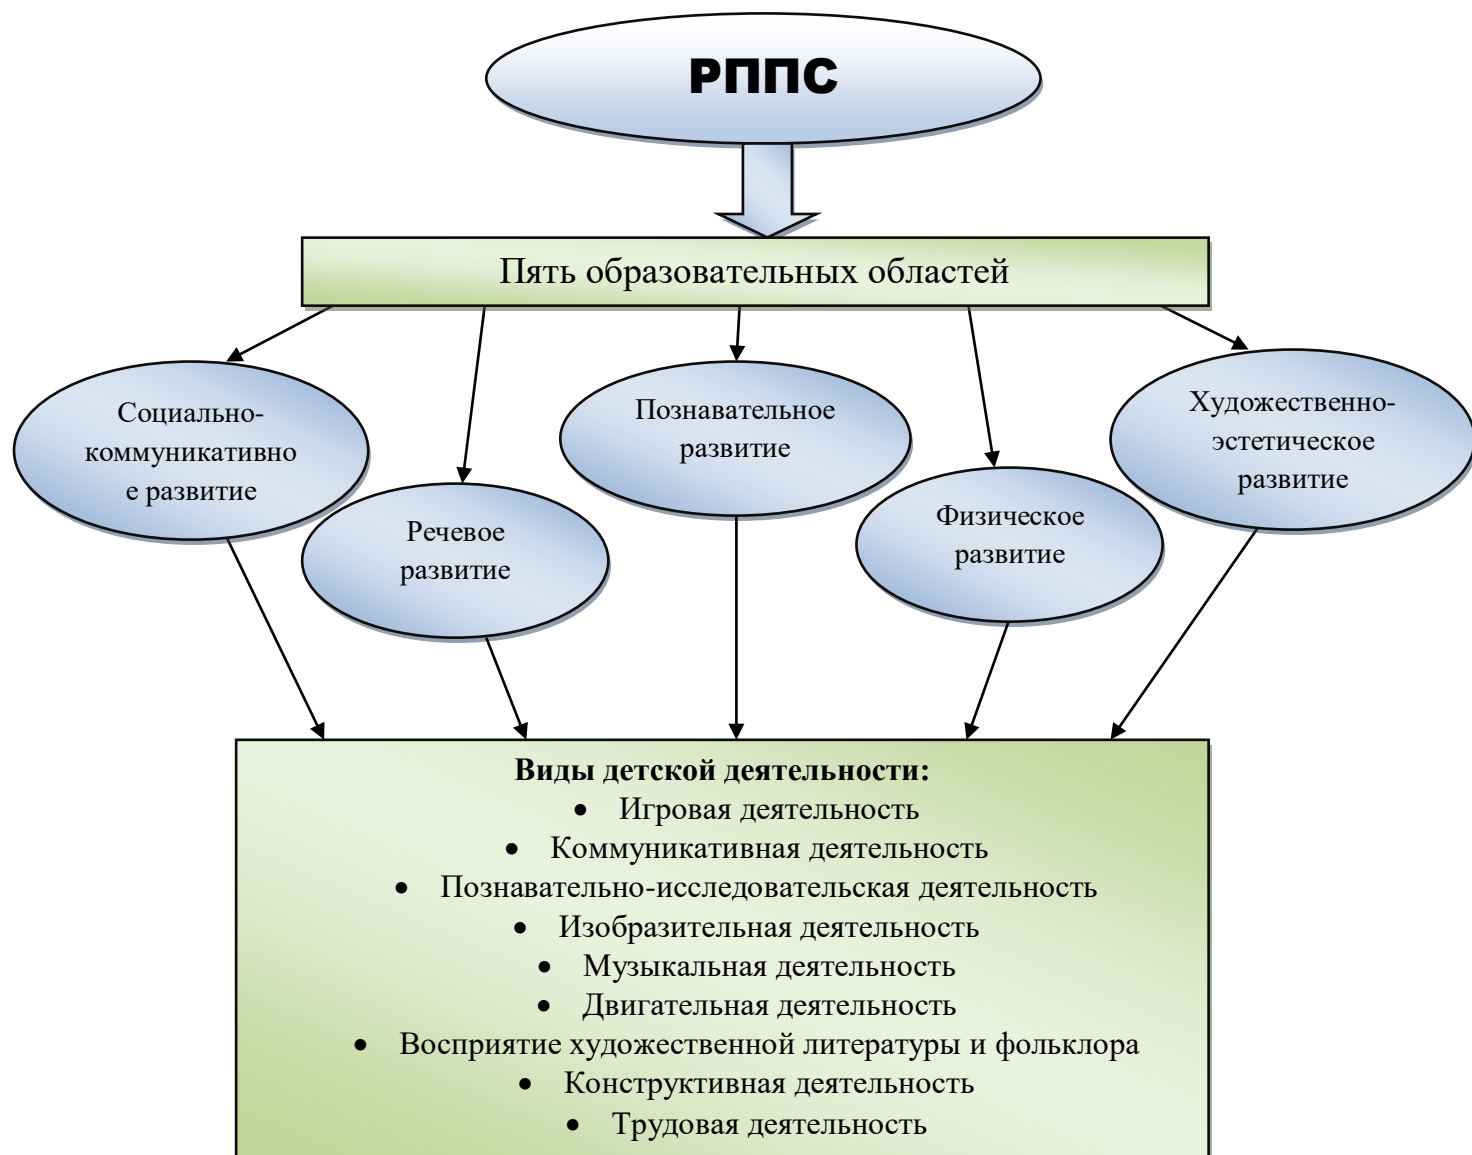 РППС
Пять образовательных областей
Социально-
коммуникативно
е развитие
Речевое
развитие
Познавательное
развитие
Физическое
развитие
Художественно-
эстетическое
развитие
Виды детской деятельности:
• Игровая деятельность
• Коммуникативная деятельность
• Познавательно-исследовательская деятельность
• Изобразительная деятельность
• Музыкальная деятельность
• Двигательная деятельность
• Восприятие художественной литературы и фольклора
• Конструктивная деятельность
• Трудовая деятельность